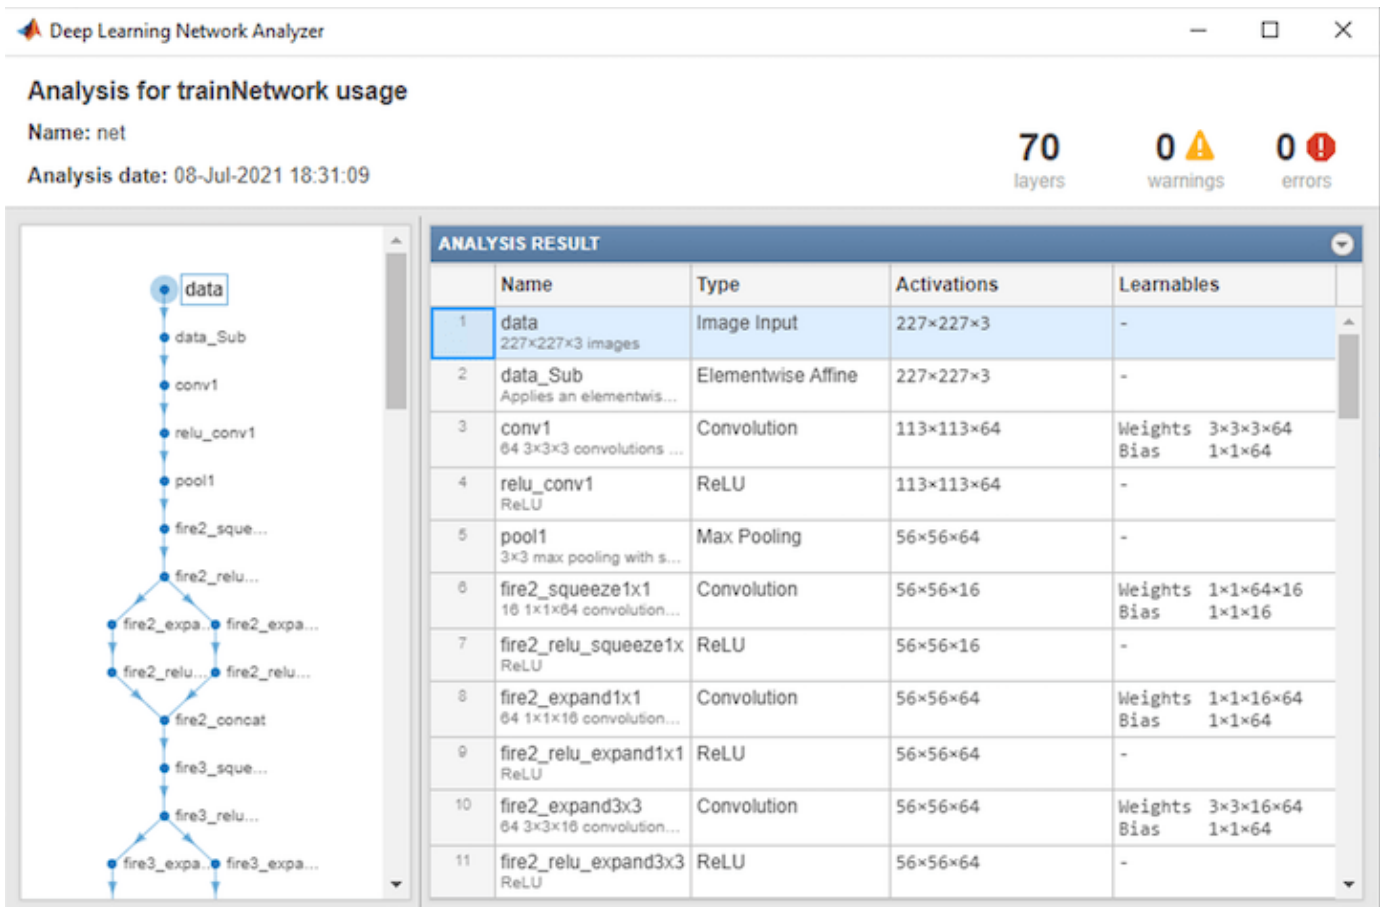 Deep Learning Network Analyzer
Analysis for trainNetwork usage
Name: net
Analysis date: 08-Jul-2021 18:31:09
70
layers
0
warnings
0
errors
data
data_Sub
conv1
relu_conv1
pool1
fire2_sque...
fire2_relu...
fire2_expa... fire2_expa...
fire2_relu... fire2_relu...
fire2_concat
fire3_sque...
fire3_relu...
fire3_expa... fire3_expa...
ANALYSIS RESULT
Name Type Activations Learnables
1 data Image Input 227×227×3 -
227×227×3 images
2 data_Sub Elementwise Affine 227×227×3 -
Applies an elementwis...
3 conv1 Convolution 113×113×64 Weights 3×3×3×64
64 3×3×3 convolutions ... Bias 1×1×64
4 relu_conv1 ReLU 113×113×64 -
ReLU
5 pool1 Max Pooling 56×56×64 -
3×3 max pooling with s...
6 fire2_squeeze1x1 Convolution 56×56×16 Weights 1×1×64×16
16 1×1×64 convolution... Bias 1×1×16
7 fire2_relu_squeeze1x ReLU 56×56×16 -
ReLU
8 fire2_expand1x1 Convolution 56×56×64 Weights 1×1×16×64
64 1×1×16 convolution... Bias 1×1×64
9 fire2_relu_expand1x1 ReLU 56×56×64 -
ReLU
10 fire2_expand3x3 Convolution 56×56×64 Weights 3×3×16×64
64 3×3×16 convolution... Bias 1×1×64
11 fire2_relu_expand3x3 ReLU 56×56×64 -
ReLU